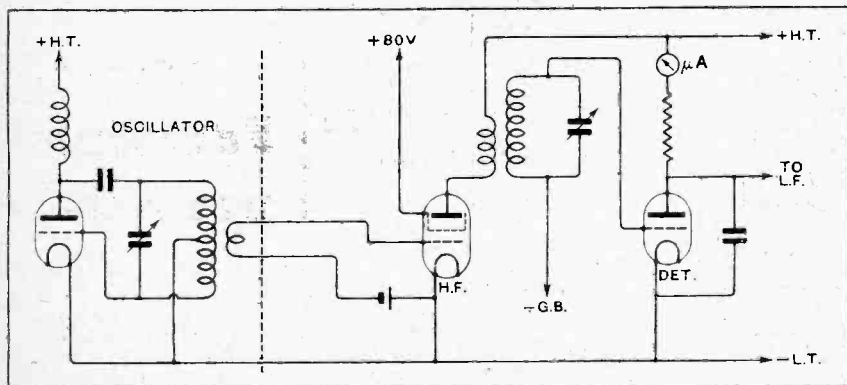 +H.T.
+80V
+H.T.
μA
OSCILLATOR
TO
L.F.
H.F.
DET.
-G.B.
-L.T.